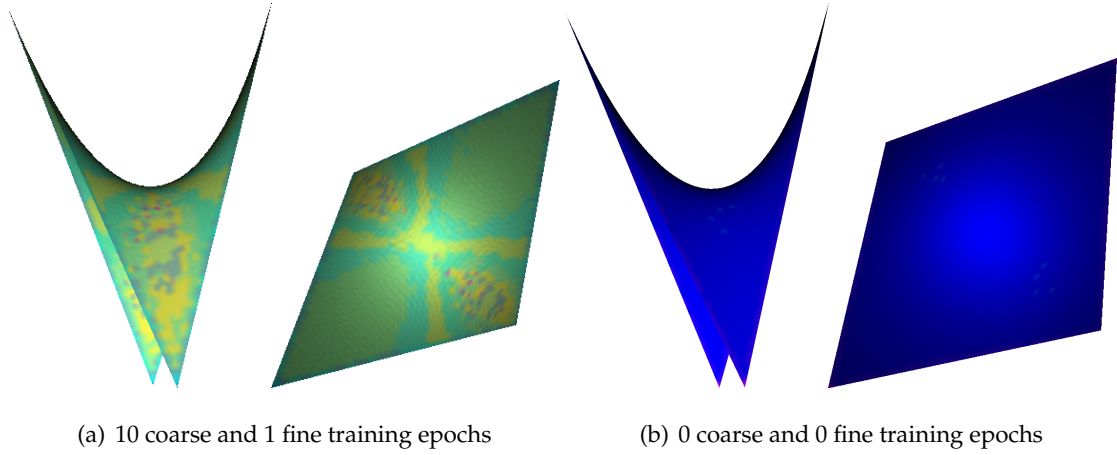 (a) 10 coarse and 1 fine training epochs
(b) 0 coarse and 0 fine training epochs